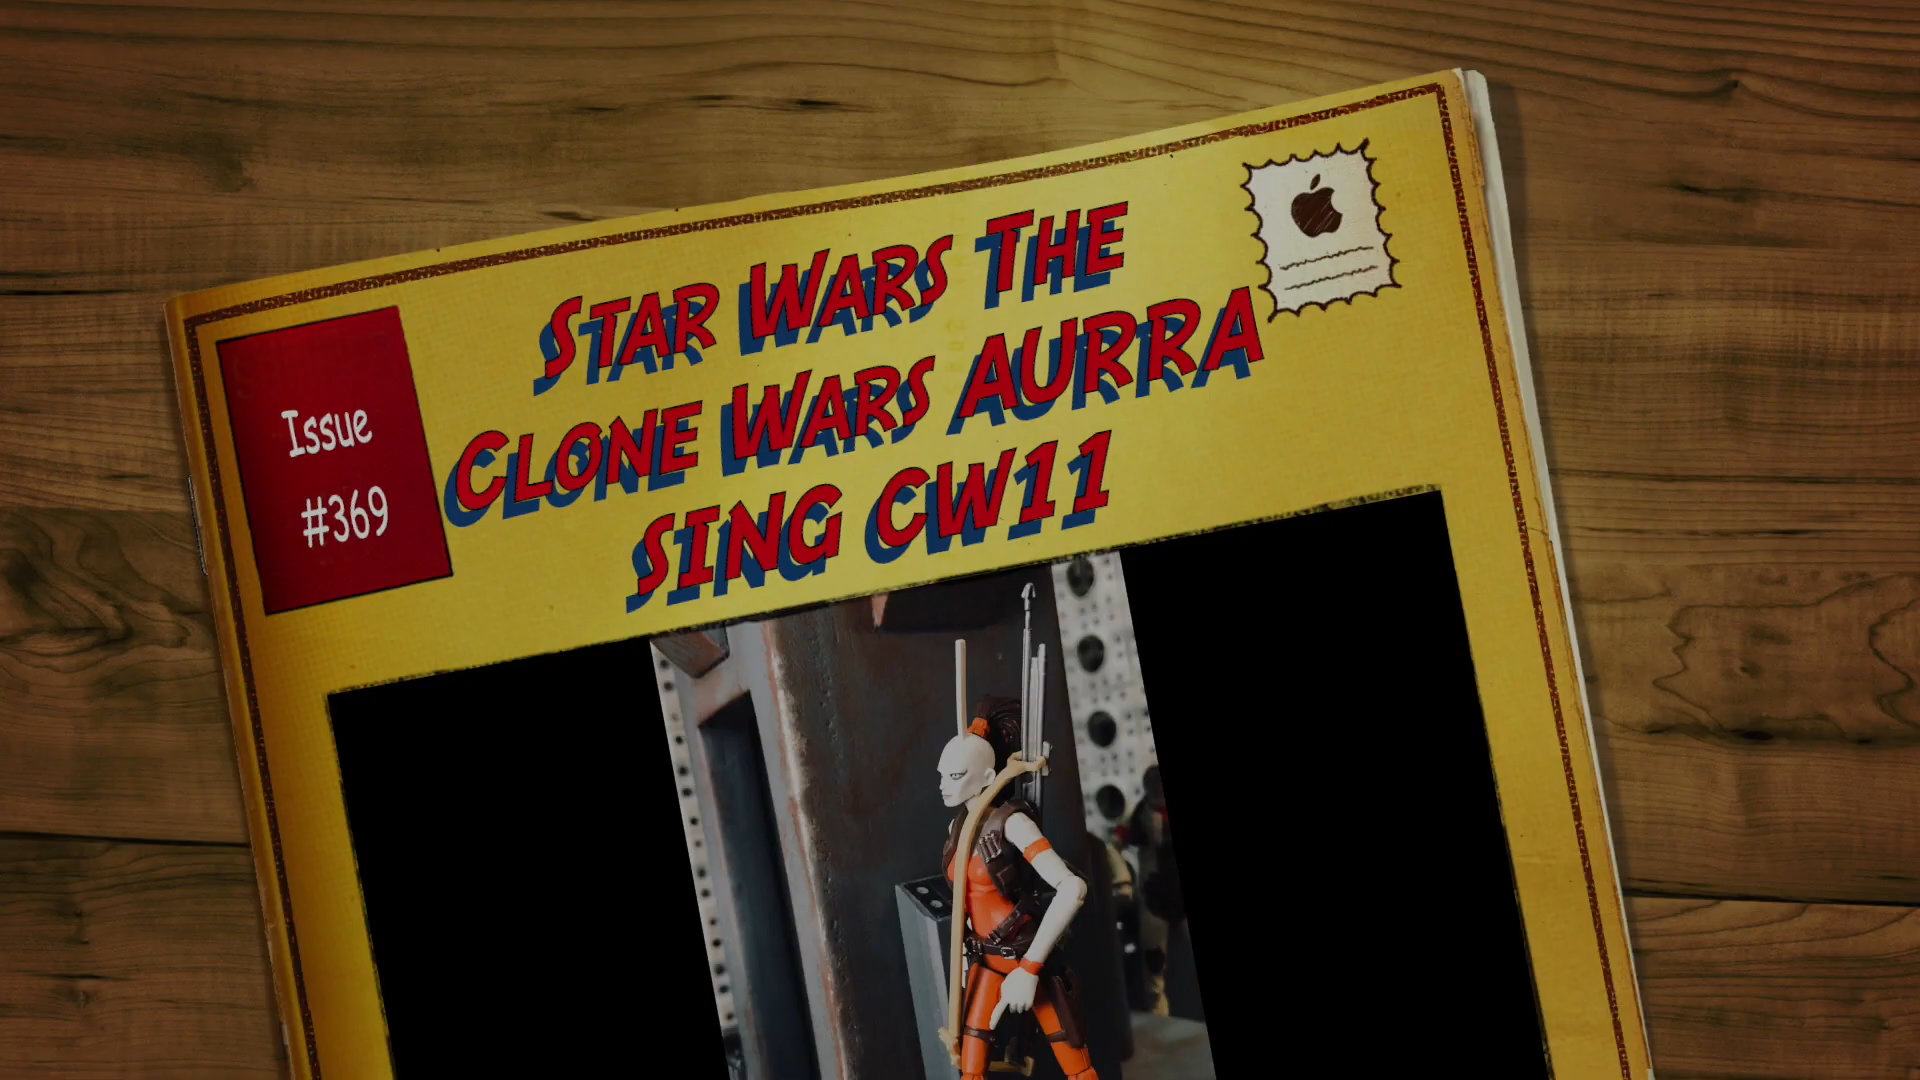 Star Wars The
Clone Wars AURRA
SING CW11
Issue
#369